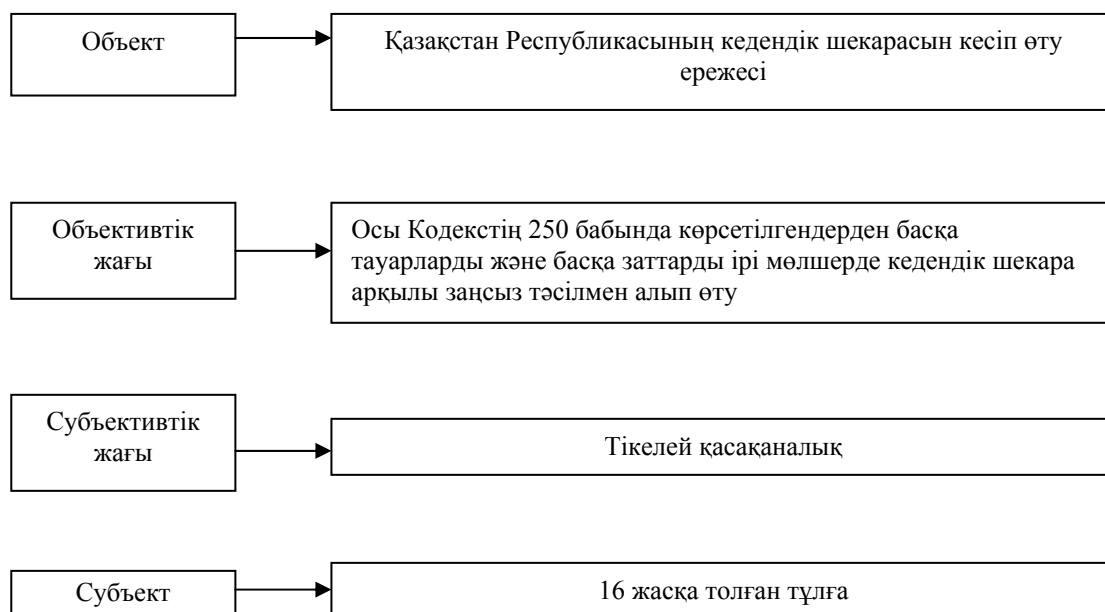 Объект
Қазақстан Республикасының кедендік шекарасын кесіп өту
ережесі
Объективтік
жағы
Осы Кодекстің 250 бабында көрсетілгендерден басқа
тауарларды және басқа заттарды ірі мөлшерде кедендік шекара
арқылы заңсыз тәсілмен алып өту
Субъективтік
жағы
Тікелей қасақаналық
Субъект
16 жасқа толған тұлға